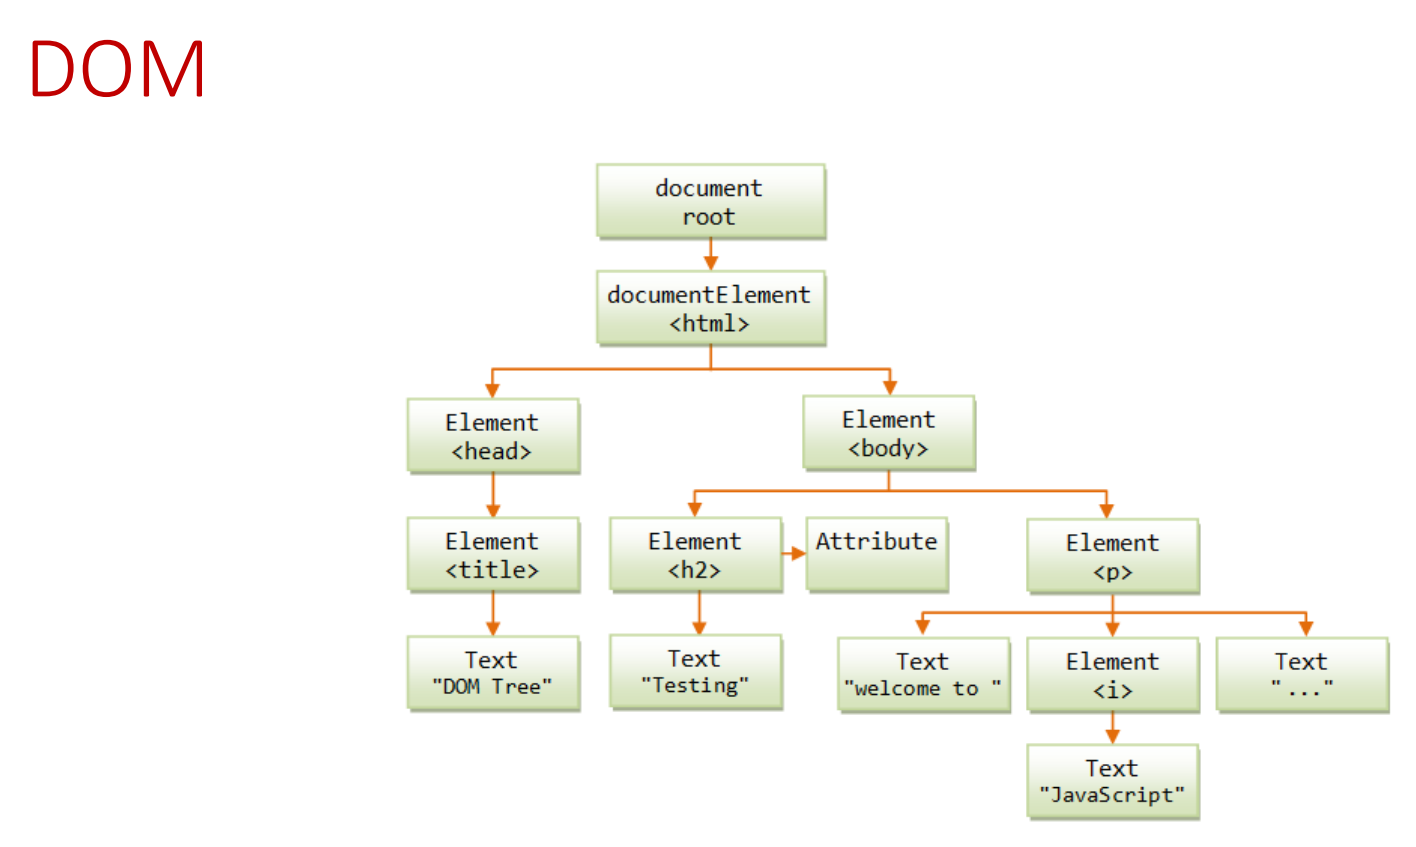 DOM
document
root
documentElement
<html>
Element
<head>
Element
<body>
Element
<title>
Element
<h2>
Attribute
Element
<p>
Text
"DOM Tree"
Text
"Testing"
Text
"welcome to "
Element
<i>
Text
"..."
Text
"JavaScript"